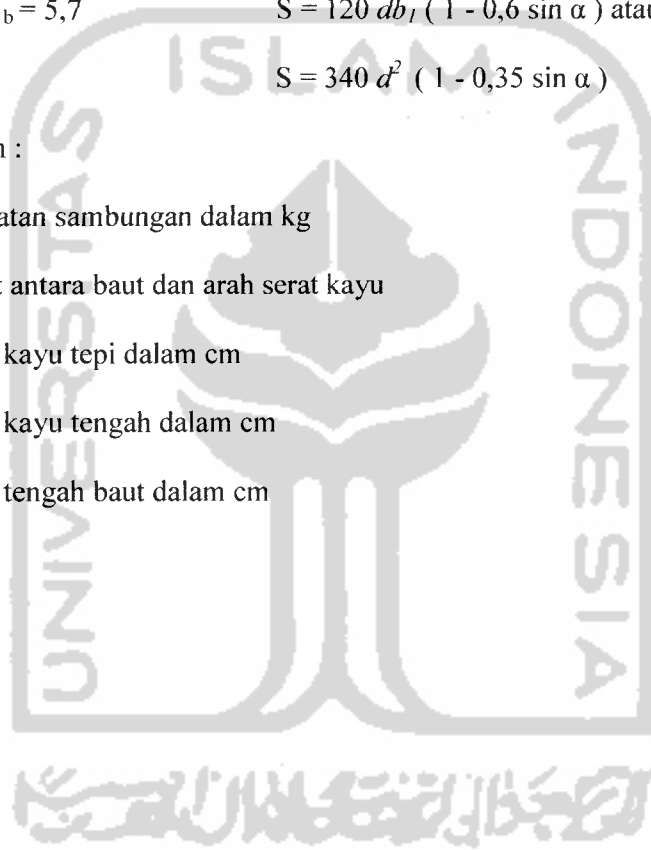 b = 5,7 S = 120 db1 ( 1 - 0,6 sin α ) atau
S = 340 d² ( 1 - 0,35 sin α )
n :
atan sambungan dalam kg
t antara baut dan arah serat kayu
kayu tepi dalam cm
kayu tengah dalam cm
tengah baut dalam cm
ISLAM
UNIVERSITAS
INDONESIA